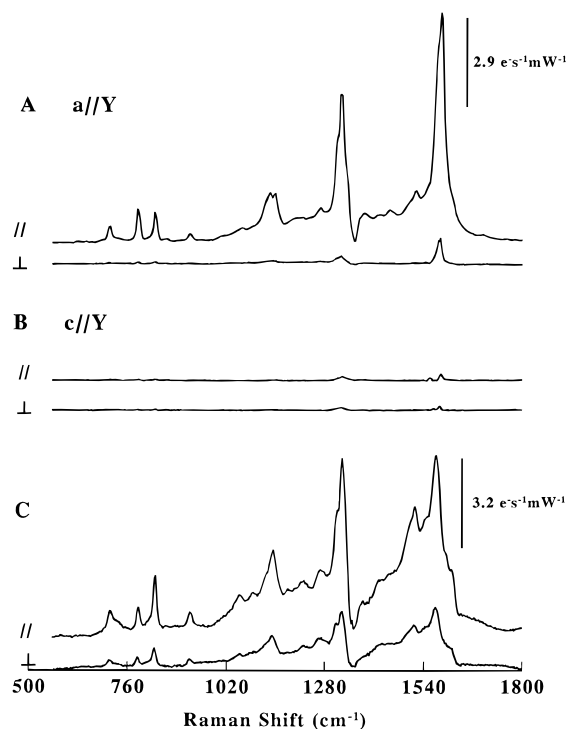 A a//Y
2.9 e⁻s⁻¹mW⁻¹
//
⊥
B c//Y
//
⊥
C
3.2 e⁻s⁻¹mW⁻¹
//
⊥
500 760 1020 1280 1540 1800
Raman Shift (cm⁻¹)